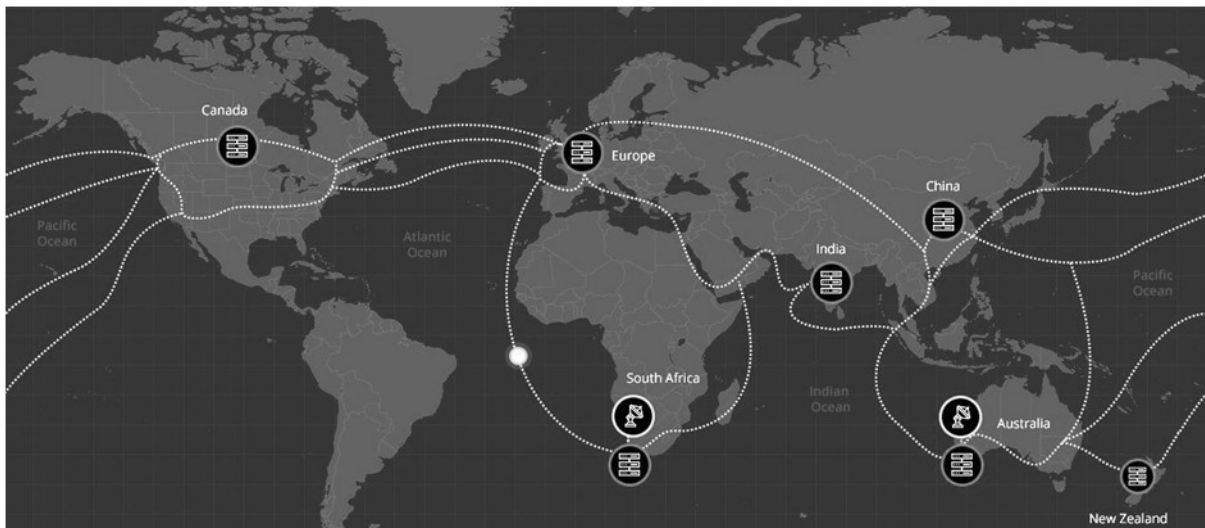 Canada
Europe
China
India
Pacific
Ocean
Atlantic
Ocean
Pacific
Ocean
South Africa
Indian
Ocean
Australia
New Zealand